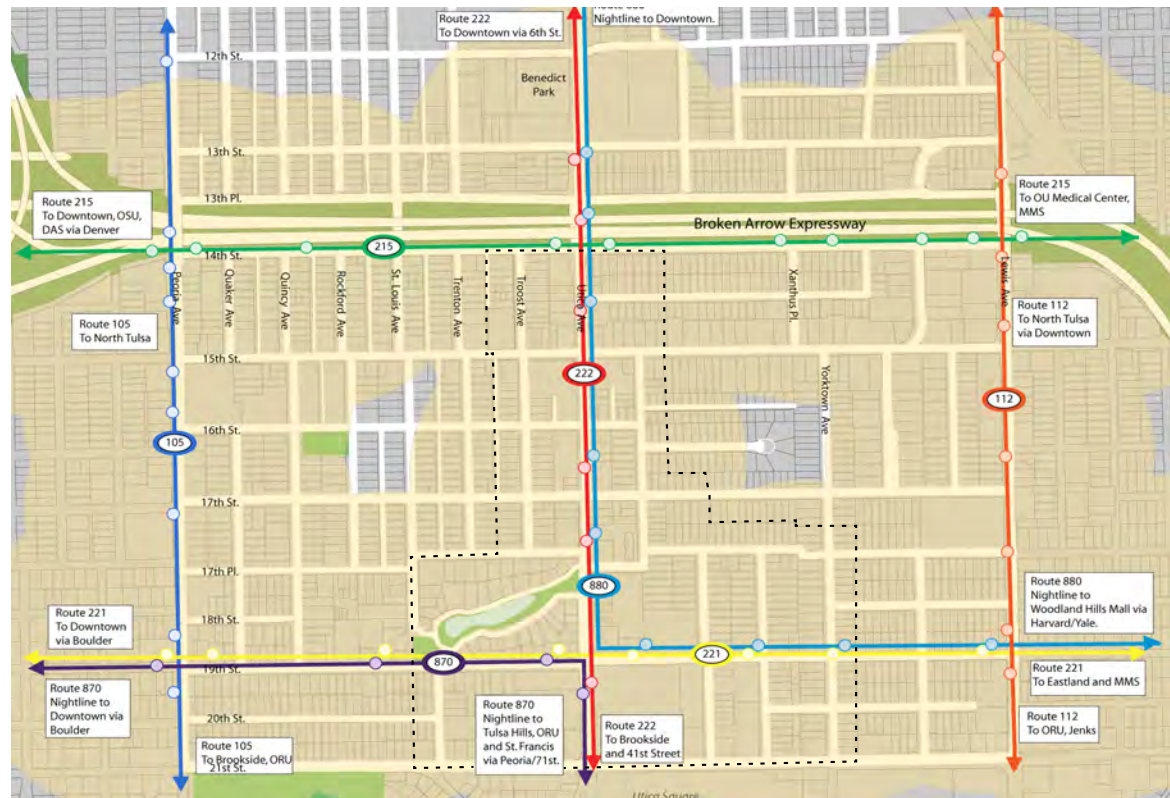 Route 222
To Downtown via 6th St.
Nightline to Downtown.
12th St.
Benedict
Park
13th St.
13th Pl.
Route 215
To Downtown, OSU,
DAS via Denver
Route 215
To OU Medical Center,
MMS
Broken Arrow Expressway
215
14th St.
Peoria Ave
Quaker Ave
Quincy Ave
Rockford Ave
St. Louis Ave
Trenton Ave
Troost Ave
Utica Ave
Xanthus Pl.
Lewis Ave
Route 105
To North Tulsa
Route 112
To North Tulsa
via Downtown
15th St.
222
Yorktown Ave
112
16th St.
105
17th St.
17th Pl.
880
Route 880
Nightline to
Woodland Hills Mall via
Harvard/Yale.
Route 221
To Downtown
via Boulder
18th St.
870
221
19th St.
Route 221
To Eastland and MMS
Route 870
Nightline to
Downtown via
Boulder
20th St.
Route 870
Nightline to
Tulsa Hills, ORU
and St. Francis
via Peoria/71st.
Route 222
To Brookside
and 41st Street
Route 112
To ORU, Jenks
Route 105
To Brookside, ORU
21st St.
Utica Square